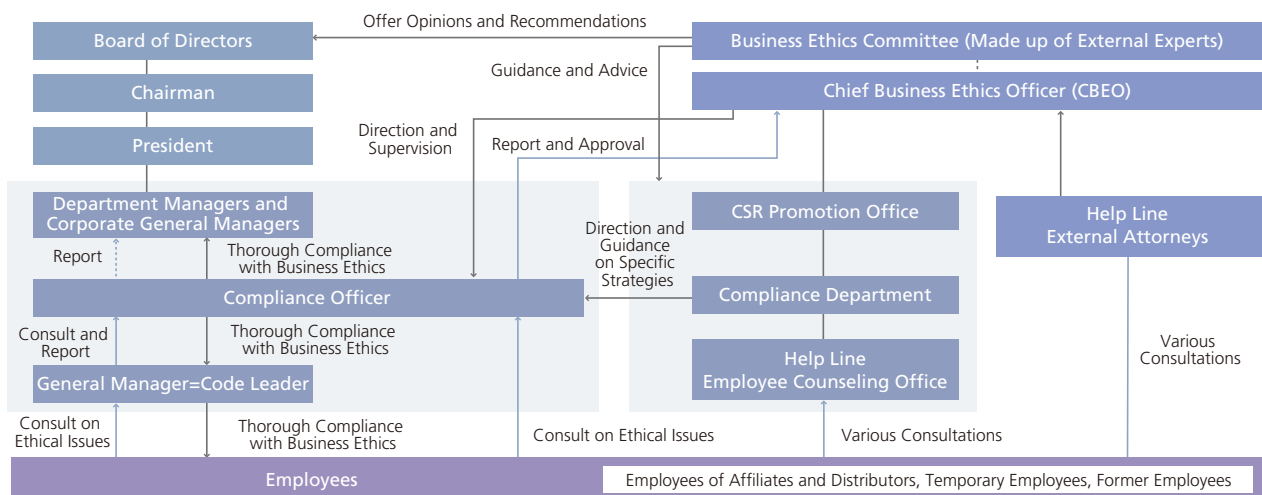 Offer Opinions and Recommendations
Board of Directors
Business Ethics Committee (Made up of External Experts)
Guidance and Advice
Chairman
Chief Business Ethics Officer (CBEO)
Direction and
Supervision
Report and Approval
President
Department Managers and
Corporate General Managers
CSR Promotion Office
Help Line
External Attorneys
Report
Thorough Compliance
with Business Ethics
Direction and
Guidance
on Specific
Strategies
Compliance Officer
Compliance Department
Consult and
Report
Thorough Compliance
with Business Ethics
Various
Consultations
General Manager=Code Leader
Help Line
Employee Counseling Office
Consult on
Ethical Issues
Thorough Compliance
with Business Ethics
Consult on Ethical Issues
Various Consultations
Employees
Employees of Affiliates and Distributors, Temporary Employees, Former Employees